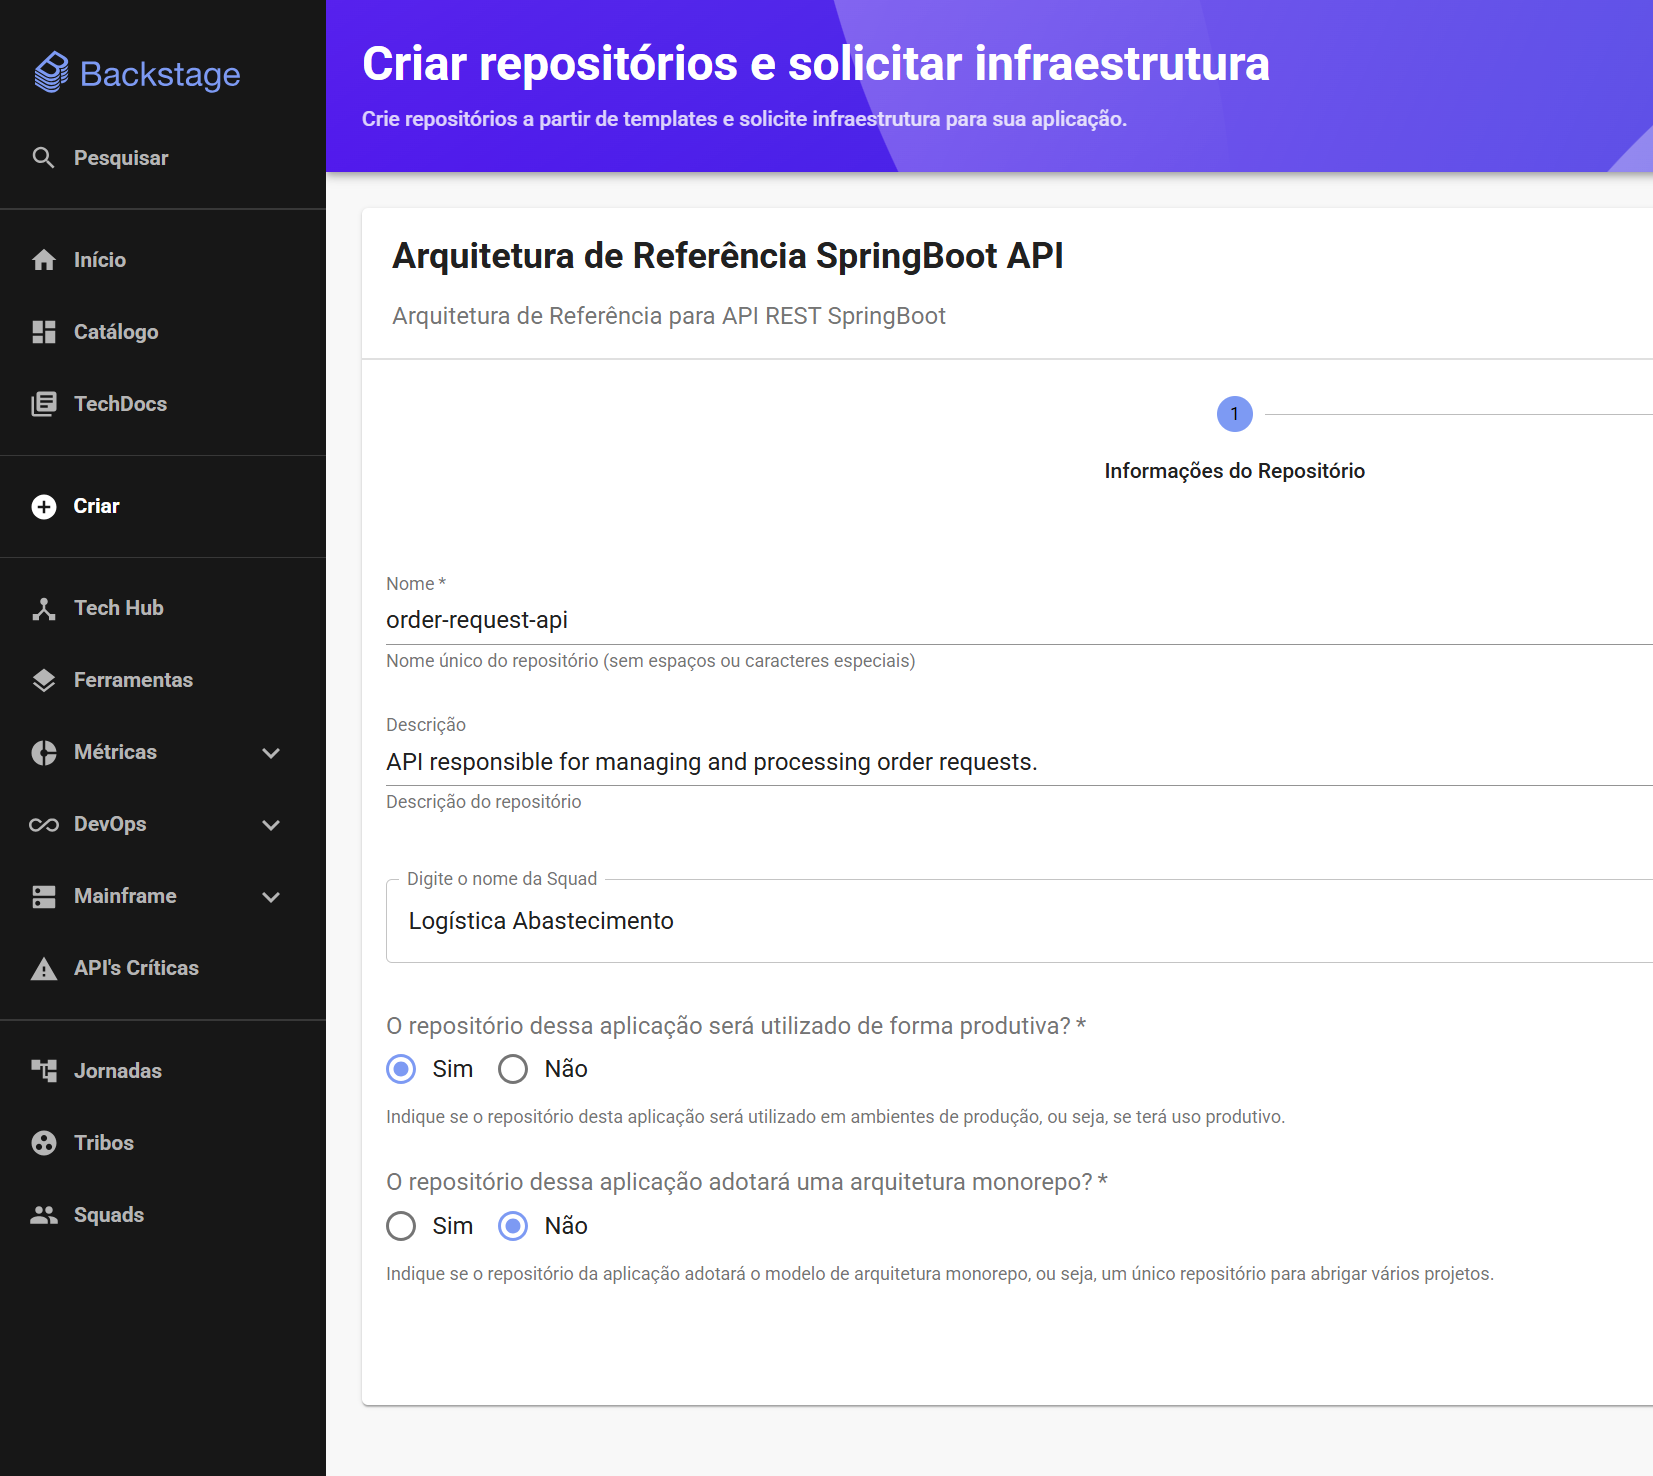 Backstage
Pesquisar
Início
Catálogo
TechDocs
Criar
Tech Hub
Ferramentas
Métricas
DevOps
Mainframe
API's Críticas
Jornadas
Tribos
Squads
Criar repositórios e solicitar infraestrutura
Crie repositórios a partir de templates e solicite infraestrutura para sua aplicação.
Arquitetura de Referência SpringBoot API
Arquitetura de Referência para API REST SpringBoot
1
Informações do Repositório
Nome *
order-request-api
Nome único do repositório (sem espaços ou caracteres especiais)
Descrição
API responsible for managing and processing order requests.
Descrição do repositório
Digite o nome da Squad
Logística Abastecimento
O repositório dessa aplicação será utilizado de forma produtiva? *
Sim Não
Indique se o repositório desta aplicação será utilizado em ambientes de produção, ou seja, se terá uso produtivo.
O repositório dessa aplicação adotará uma arquitetura monorepo? *
Sim Não
Indique se o repositório da aplicação adotará o modelo de arquitetura monorepo, ou seja, um único repositório para abrigar vários projetos.